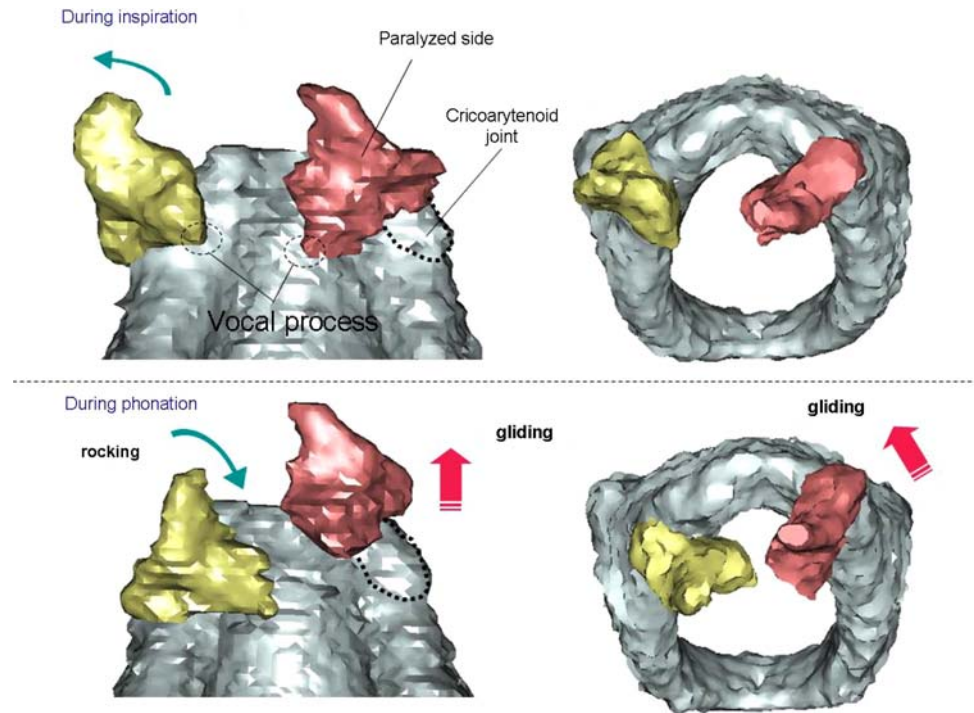 During inspiration
Paralyzed side
Cricoarytenoid
joint
Vocal process
During phonation
rocking
gliding
gliding